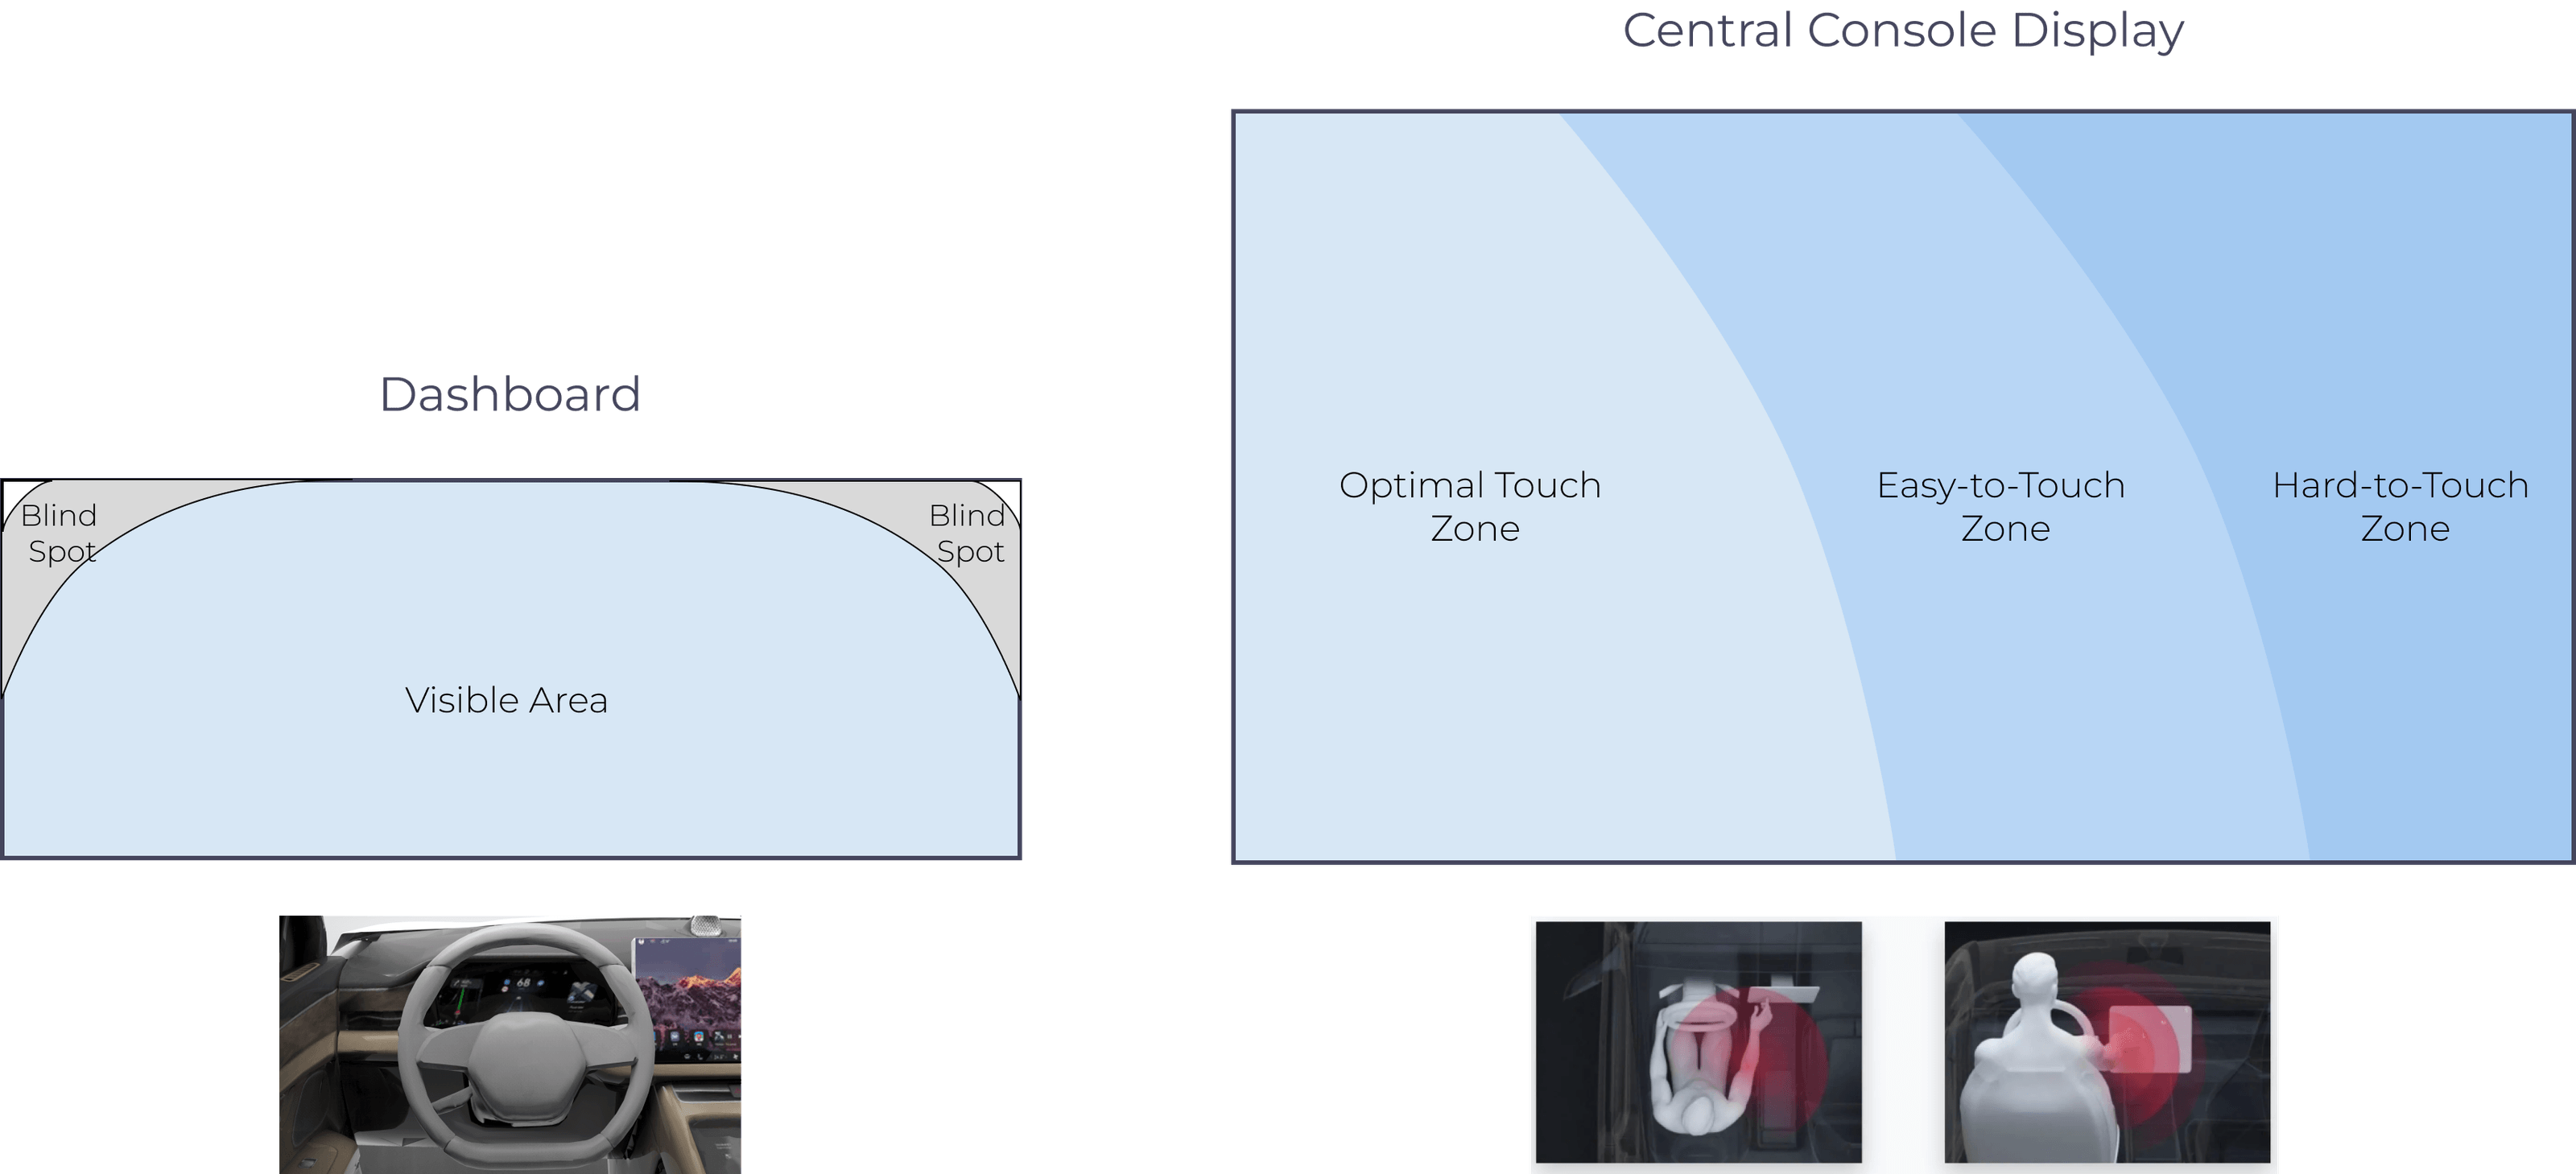 Central Console Display
Dashboard
Blind
Spot
Blind
Spot
Visible Area
Optimal Touch
Zone
Easy-to-Touch
Zone
Hard-to-Touch
Zone
68